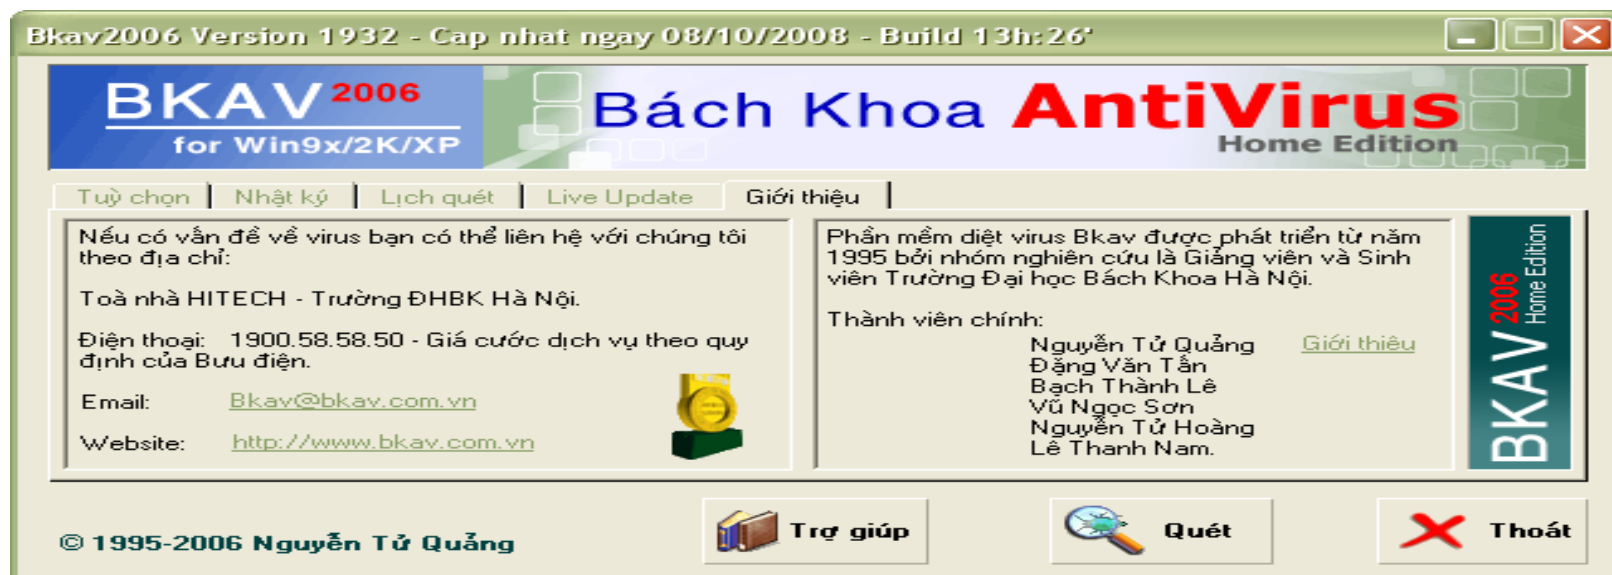 Bkav2006 Version 1932 - Cap nhat ngay 08/10/2008 - Build 13h:26'
BKAV 2006
for Win9x/2K/XP
Bách Khoa AntiVirus
Home Edition
Tuỳ chọn
Nhật ký
Lịch quét
Live Update
Giới thiệu
Nếu có vấn đề về virus bạn có thể liên hệ với chúng tôi
theo địa chỉ:
Toà nhà HITECH - Trường ĐHBK Hà Nội.
Điện thoại: 1900.58.58.50 - Giá cước dịch vụ theo quy
định của Bưu điện.
Email: Bkav@bkav.com.vn
Website: http://www.bkav.com.vn
Phần mềm diệt virus Bkav được phát triển từ năm
1995 bởi nhóm nghiên cứu là Giảng viên và Sinh
viên Trường Đại học Bách Khoa Hà Nội.
Thành viên chính:
Nguyễn Tử Quảng
Giới thiệu
Đặng Văn Tấn
Bạch Thành Lê
Vũ Ngọc Sơn
Nguyễn Tử Hoàng
Lê Thanh Nam.
BKAV 2006
Home Edition
© 1995-2006 Nguyễn Tử Quảng
Trợ giúp
Quét
Thoát